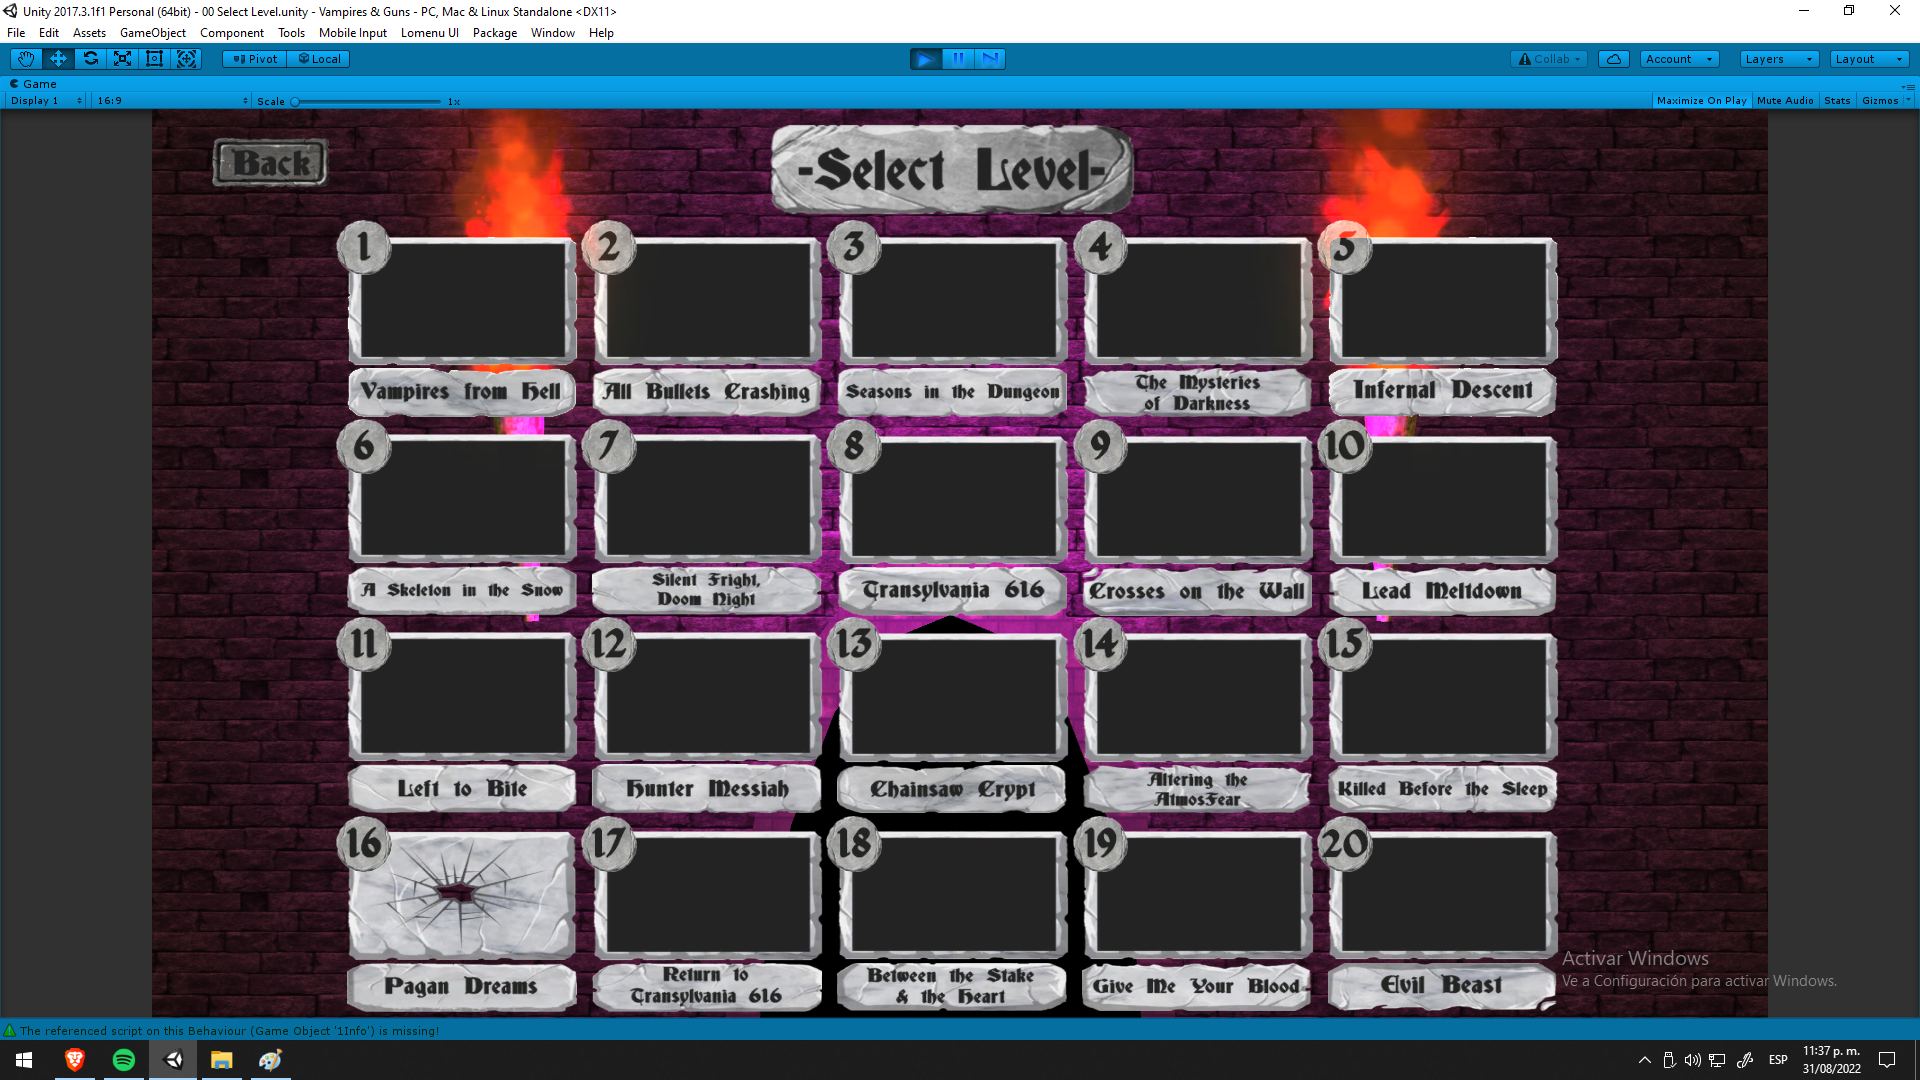 Unity 2017.3.1f1 Personal (64bit) - 00 Select Level.unity - Vampires & Guns - PC, Mac & Linux Standalone <DX11>
File Edit Assets GameObject Component Tools Mobile Input Lomenu UI Package Window Help
Pivot Local Collab Account Layers Layout
Game
Display 1 16:9 Scale 1x Maximize On Play Mute Audio Stats Gizmos
Back
-Select Level-
1 2 3 4 5
Vampires from Hell
All Bullets Crashing
Seasons in the Dungeon
The Mysteries
of Darkness
Infernal Descent
6 7 8 9 10
A Skeleton in the Snow
Silent Fright,
Doom Night
Transylvania 616
Crosses on the Wall
Lead Meltdown
11 12 13 14 15
Left to Bite
Hunter Messiah
Chainsaw Crypt
Altering the
AtmosFear
Killed Before the Sleep
16 17 18 19 20
Pagan Dreams
Return to
Transylvania 616
Between the Stake
& the Heart
Give Me Your Blood
Evil Beast
Activar Windows
Ve a Configuración para activar Windows.
The referenced script on this Behaviour (Game Object '1Info') is missing!
ESP
11:37 p. m.
31/08/2022